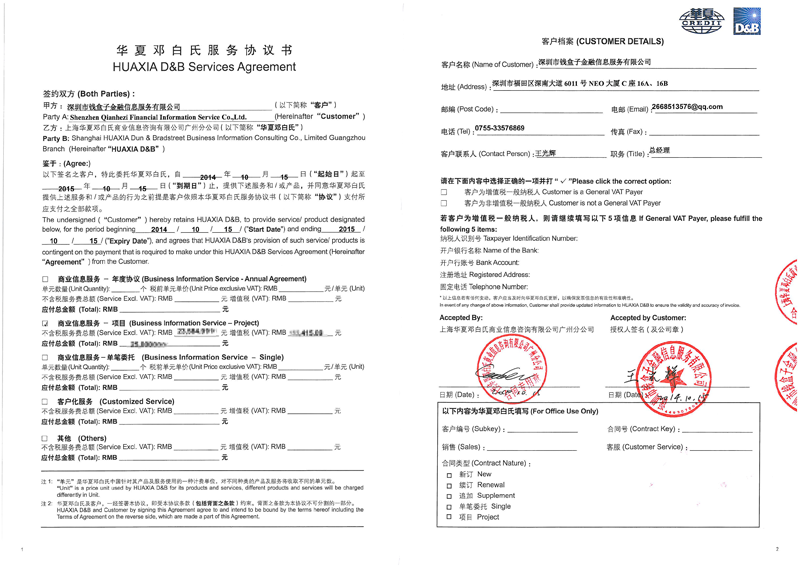 华夏邓白氏服务协议书
HUAXIA D&B Services Agreement
签约双方 (Both Parties) :
甲方：深圳市钱盒子金融信息服务有限公司 (以下简称“客户”)
Party A: Shenzhen Qianhezi Financial Information Service Co.,Ltd. (Hereinafter “Customer” )
乙方：上海华夏邓白氏商业信息咨询有限公司广州分公司 (以下简称 “华夏邓白氏”)
Party B: Shanghai HUAXIA Dun & Bradstreet Business Information Consulting Co., Limited Guangzhou
Branch (Hereinafter “HUAXIA D&B”)
鉴于：(Agree:)
以下签名之客户，特此委托华夏邓白氏，自 2014 年 10 月 15 日 (“起始日”) 起至
2015 年 10 月 15 日 (“到期日”) 止，提供下述服务和 / 或产品，并同意华夏邓白氏
提供上述服务和 / 或产品的行为之前提是客户依照本华夏邓白氏服务协议书 (以下简称 “协议”) 支付所
应支付之全部款项。
The undersigned ( “Customer” ) hereby retains HUAXIA D&B, to provide service/ product designated
below, for the period beginning 2014 / 10 / 15 / (“Start Date”) and ending 2015 /
10 / 15 / (“Expiry Date”), and agrees that HUAXIA D&B's provision of such service/ products is
contingent on the payment that is required to make under this HUAXIA D&B Services Agreement (Hereinafter
“Agreement” ) from the Customer.
□ 商业信息服务 – 年度协议 (Business Information Service - Annual Agreement)
单元数量(Unit Quantity): 个 税前单元单价(Unit Price exclusive VAT): RMB 元/单元 (Unit)
不含税服务费总额 (Service Excl. VAT): RMB 元 增值税 (VAT): RMB 元
应付总金额 (Total): RMB 元
☑ 商业信息服务 – 项目 (Business Information Service – Project)
不含税服务费总额 (Service Excl. VAT): RMB 元 增值税 (VAT): RMB 元
应付总金额 (Total): RMB 元
□ 商业信息服务 – 单笔委托 (Business Information Service – Single)
单元数量(Unit Quantity): 个 税前单元单价(Unit Price exclusive VAT): RMB 元/单元 (Unit)
不含税服务费总额 (Service Excl. VAT): RMB 元 增值税 (VAT): RMB 元
应付总金额 (Total): RMB 元
□ 客户化服务 (Customized Service)
不含税服务费总额 (Service Excl. VAT): RMB 元 增值税 (VAT): RMB 元
应付总金额 (Total): RMB 元
□ 其他 (Others)
不含税服务费总额 (Service Excl. VAT): RMB 元 增值税 (VAT): RMB 元
应付总金额 (Total): RMB 元
注 1: “单元” 是华夏邓白氏中国针对其产品及服务使用的一种计费单位，对不同种类的产品及服务将收取不同的单元数。
“Unit” is a price unit used by HUAXIA D&B for its products and services, different products and services will be charged
differently in Unit.
注 2: 华夏邓白氏及客户，一经签署本协议，即受本协议条款 (包括背面之条款) 约束，背面之条款为本协议不可分割的一部分。
HUAXIA D&B and Customer by signing this Agreement agree to and intend to be bound by the terms hereof including the
Terms of Agreement on the reverse side, which are made a part of this Agreement.
1
华夏
CREDIT
D&B
客户档案 (CUSTOMER DETAILS)
客户名称 (Name of Customer) : 深圳市钱盒子金融信息服务有限公司
地址 (Address) : 深圳市福田区深南大道 6011 号 NEO 大厦 C 座 16A、16B
邮编 (Post Code) : 电邮 (Email) : 2668513576@qq.com
电话 (Tel) : 0755-33576869 传真 (Fax) :
客户联系人 (Contact Person) : 王光辉 职务 (Title) : 总经理
请在下面内容中选择正确的一项并打 “ ✓ ”Please click the correct option:
□ 客户为增值税一般纳税人 Customer is a General VAT Payer
□ 客户为增值税一般纳税人 Customer is not a General VAT Payer
若客户为增值税一般纳税人，则请继续填写以下 5 项信息 If General VAT Payer, please fulfill the
following 5 items:
纳税人识别号 Taxpayer Identification Number:
开户银行名称 Name of the Bank:
开户行账号 Bank Account:
注册地址 Registered Address:
固定电话 Telephone Number:
* 以上信息若有任何变动，客户应当及时向华夏邓白氏更新，以确保发票信息的有效性和准确性。
In event of any change of above information, Customer shall provide updated information to HUAXIA D&B to ensure the validity and accuracy of invoice.
Accepted By: Accepted by Customer:
上海华夏邓白氏商业信息咨询有限公司广州分公司 授权人签名 (及公司章)
日期 (Date) : 日期 (Date) : 2014.10.15
以下内容为华夏邓白氏填写 (For Office Use Only)
客户编号 (Subkey) : 合同号 (Contract Key) :
销售 (Sales) : 客服 (Customer Service) :
合同类型 (Contract Nature) :
□ 新订 New
□ 续订 Renewal
□ 追加 Supplement
□ 单笔委托 Single
□ 项目 Project
3